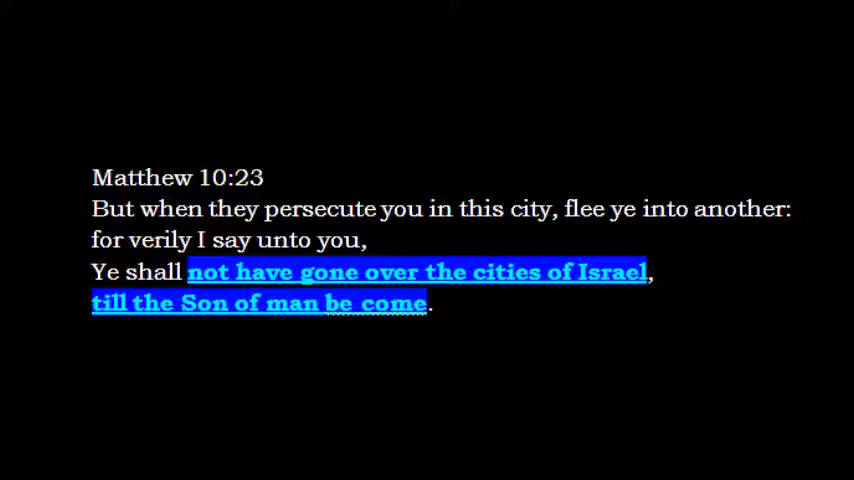 Matthew 10:23
But when they persecute you in this city, flee ye into another:
for verily I say unto you,
Ye shall not have gone over the cities of Israel,
till the Son of man be come.